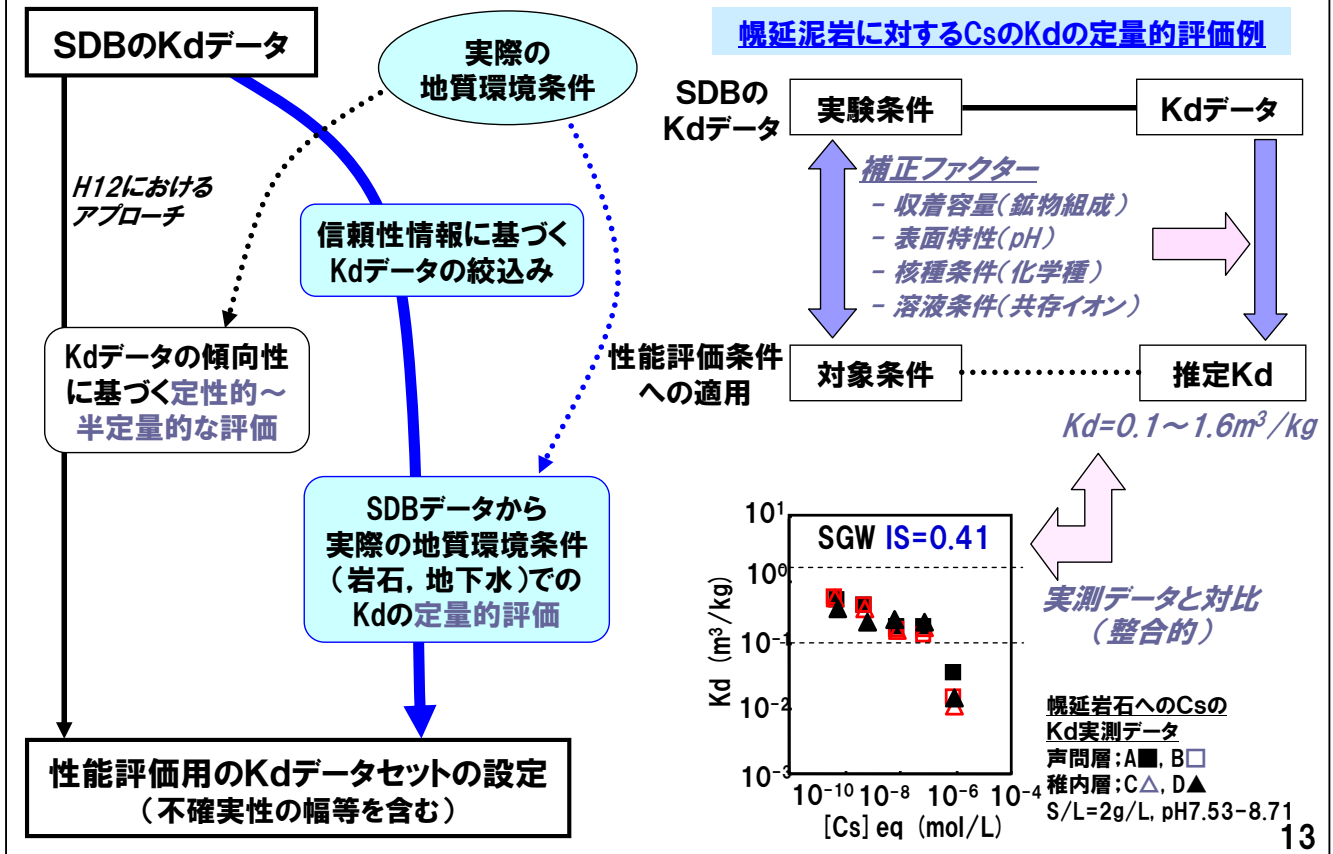 SDBのKdデータ
実際の
地質環境条件
H12における
アプローチ
信頼性情報に基づく
Kdデータの絞込み
Kdデータの傾向性
に基づく定性的～
半定量的な評価
SDBデータから
実際の地質環境条件
（岩石，地下水）での
Kdの定量的評価
性能評価用のKdデータセットの設定
（不確実性の幅等を含む）
幌延泥岩に対するCsのKdの定量的評価例
SDBの
Kdデータ
実験条件
Kdデータ
補正ファクター
- 収着容量（鉱物組成）
- 表面特性（pH）
- 核種条件（化学種）
- 溶液条件（共存イオン）
性能評価条件
への適用
対象条件
推定Kd
Kd=0.1～1.6m³/kg
実測データと対比
（整合的）
SGW IS=0.41
Kd (m³/kg)
10¹
10⁰
10⁻¹
10⁻²
10⁻³
10⁻¹⁰ 10⁻⁸ 10⁻⁶ 10⁻⁴
[Cs] eq (mol/L)
幌延岩石へのCsの
Kd実測データ
声問層；A■, B□
稚内層；C△, D▲
S/L=2g/L, pH7.53-8.71
13